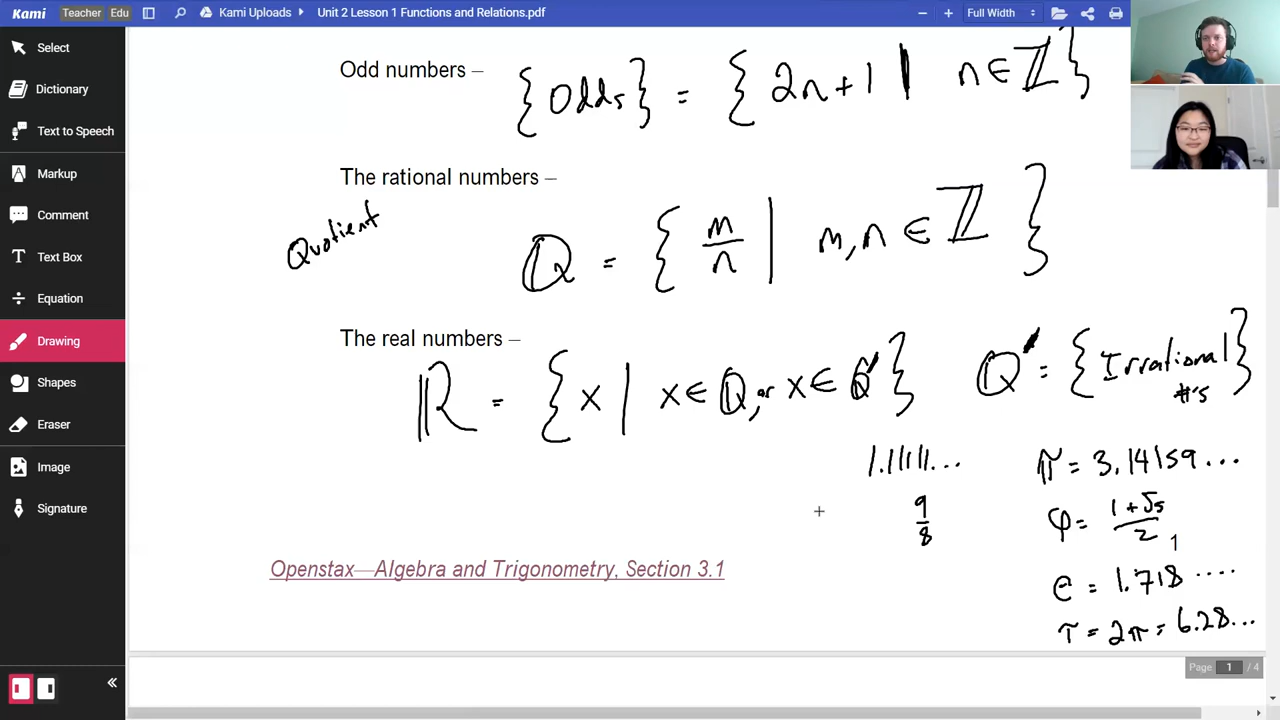 Kami Teacher Edu Kami Uploads Unit 2 Lesson 1 Functions and Relations.pdf Full Width
Select
Dictionary
Text to Speech
Markup
Comment
Text Box
Equation
Drawing
Shapes
Eraser
Image
Signature
Odd numbers – {Odds} = {2n+1 | n∈ℤ}
The rational numbers –
Quotient
ℚ = {m/n | m,n ∈ ℤ}
The real numbers –
ℝ = {x | x∈ℚ, or x∈ℚ'} ℚ' = {Irrational #'s}
1.11111... π = 3.14159...
9/8 φ = (1+√5)/2
1
e = 1.718 ....
τ = 2π = 6.28...
Openstax—Algebra and Trigonometry, Section 3.1
Page 1 / 4